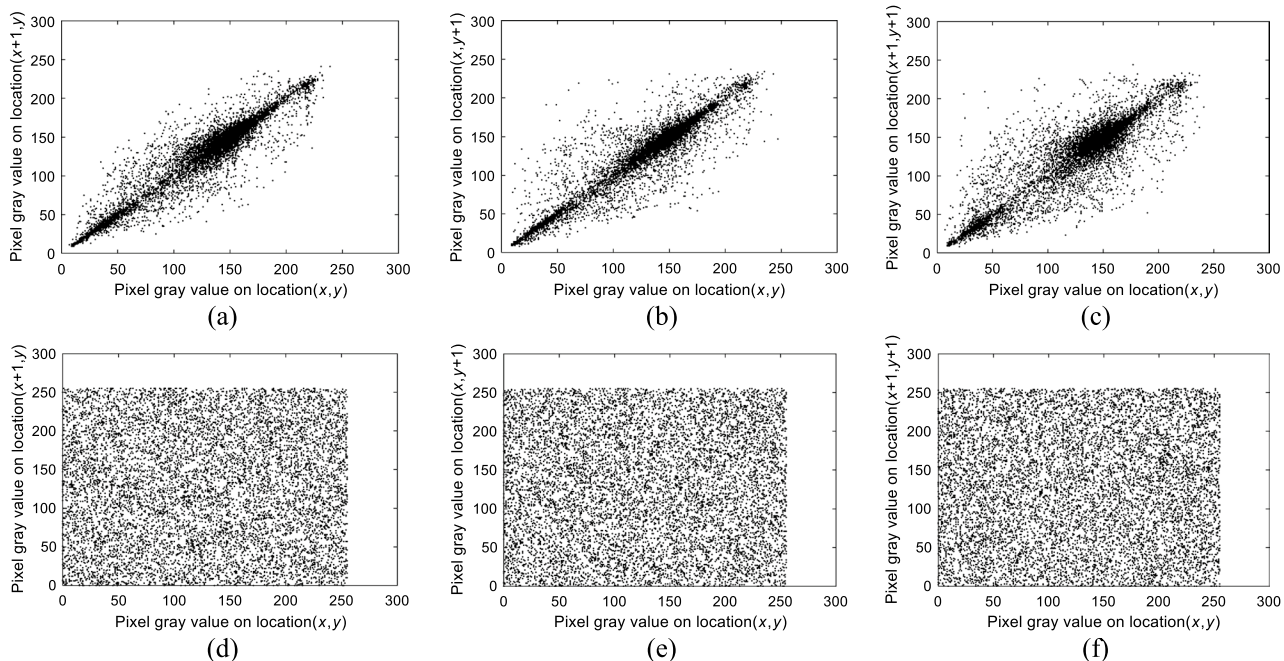 300
250
200
150
100
50
0
Pixel gray value on location(x+1,y)
0 50 100 150 200 250 300
Pixel gray value on location(x,y)
(a)
300
250
200
150
100
50
0
Pixel gray value on location(x,y+1)
0 50 100 150 200 250 300
Pixel gray value on location(x,y)
(b)
300
250
200
150
100
50
0
Pixel gray value on location(x+1,y+1)
0 50 100 150 200 250 300
Pixel gray value on location(x,y)
(c)
300
250
200
150
100
50
0
Pixel gray value on location(x+1,y)
0 50 100 150 200 250 300
Pixel gray value on location(x,y)
(d)
300
250
200
150
100
50
0
Pixel gray value on location(x,y+1)
0 50 100 150 200 250 300
Pixel gray value on location(x,y)
(e)
300
250
200
150
100
50
0
Pixel gray value on location(x+1,y+1)
0 50 100 150 200 250 300
Pixel gray value on location(x,y)
(f)